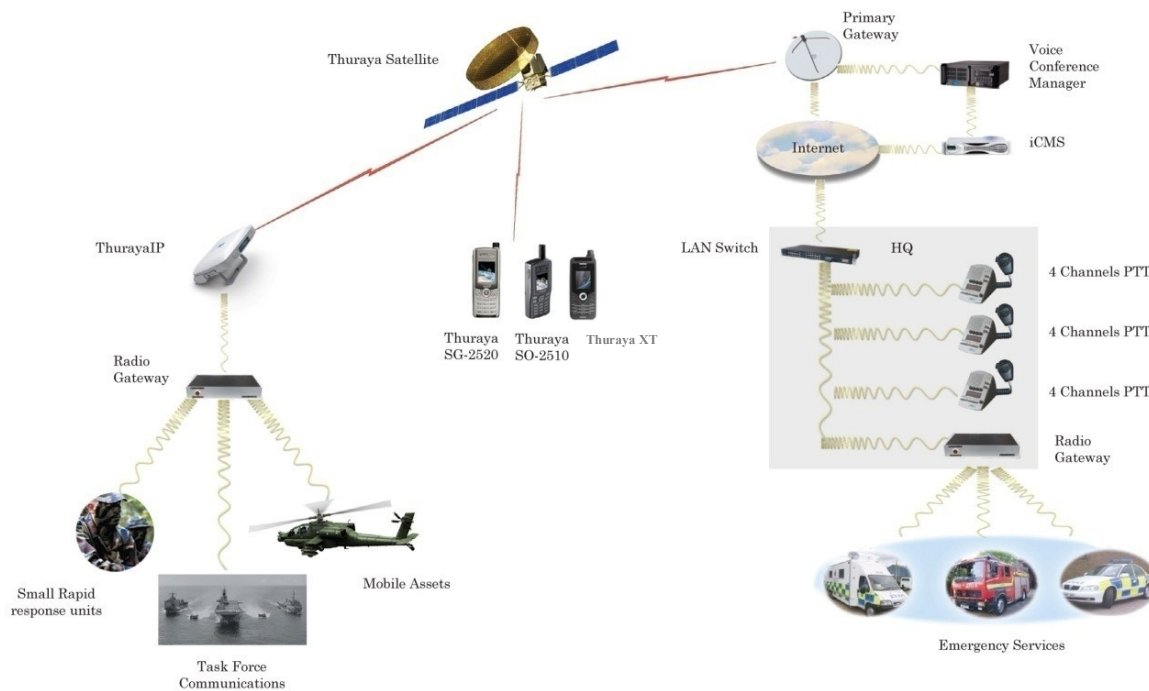 Primary
Gateway
Thuraya Satellite
Voice
Conference
Manager
Internet
iCMS
ThurayaIP
LAN Switch
HQ
4 Channels PTT
4 Channels PTT
4 Channels PTT
Thuraya
SG-2520
Thuraya
SO-2510
Thuraya XT
Radio
Gateway
Radio
Gateway
Small Rapid
response units
Mobile Assets
Task Force
Communications
Emergency Services